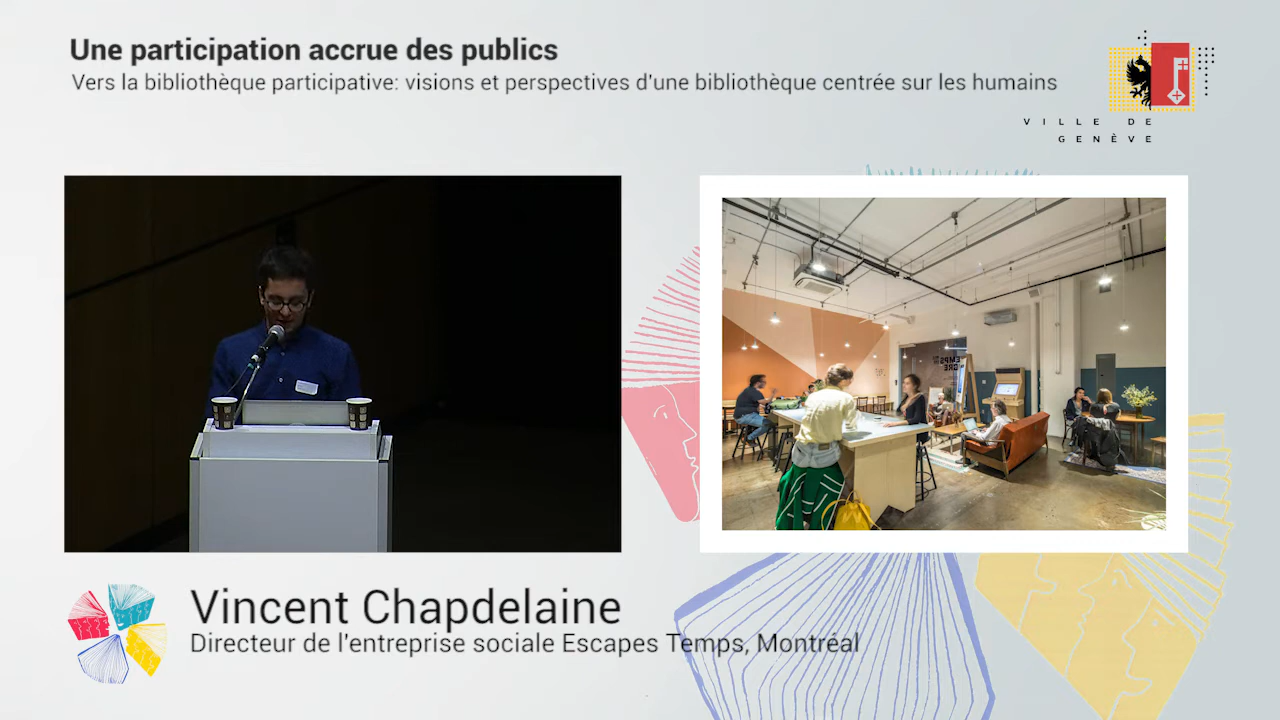 Une participation accrue des publics
Vers la bibliothèque participative: visions et perspectives d'une bibliothèque centrée sur les humains
VILLE DE
GENÈVE
Vincent Chapdelaine
Directeur de l'entreprise sociale Escapes Temps, Montréal